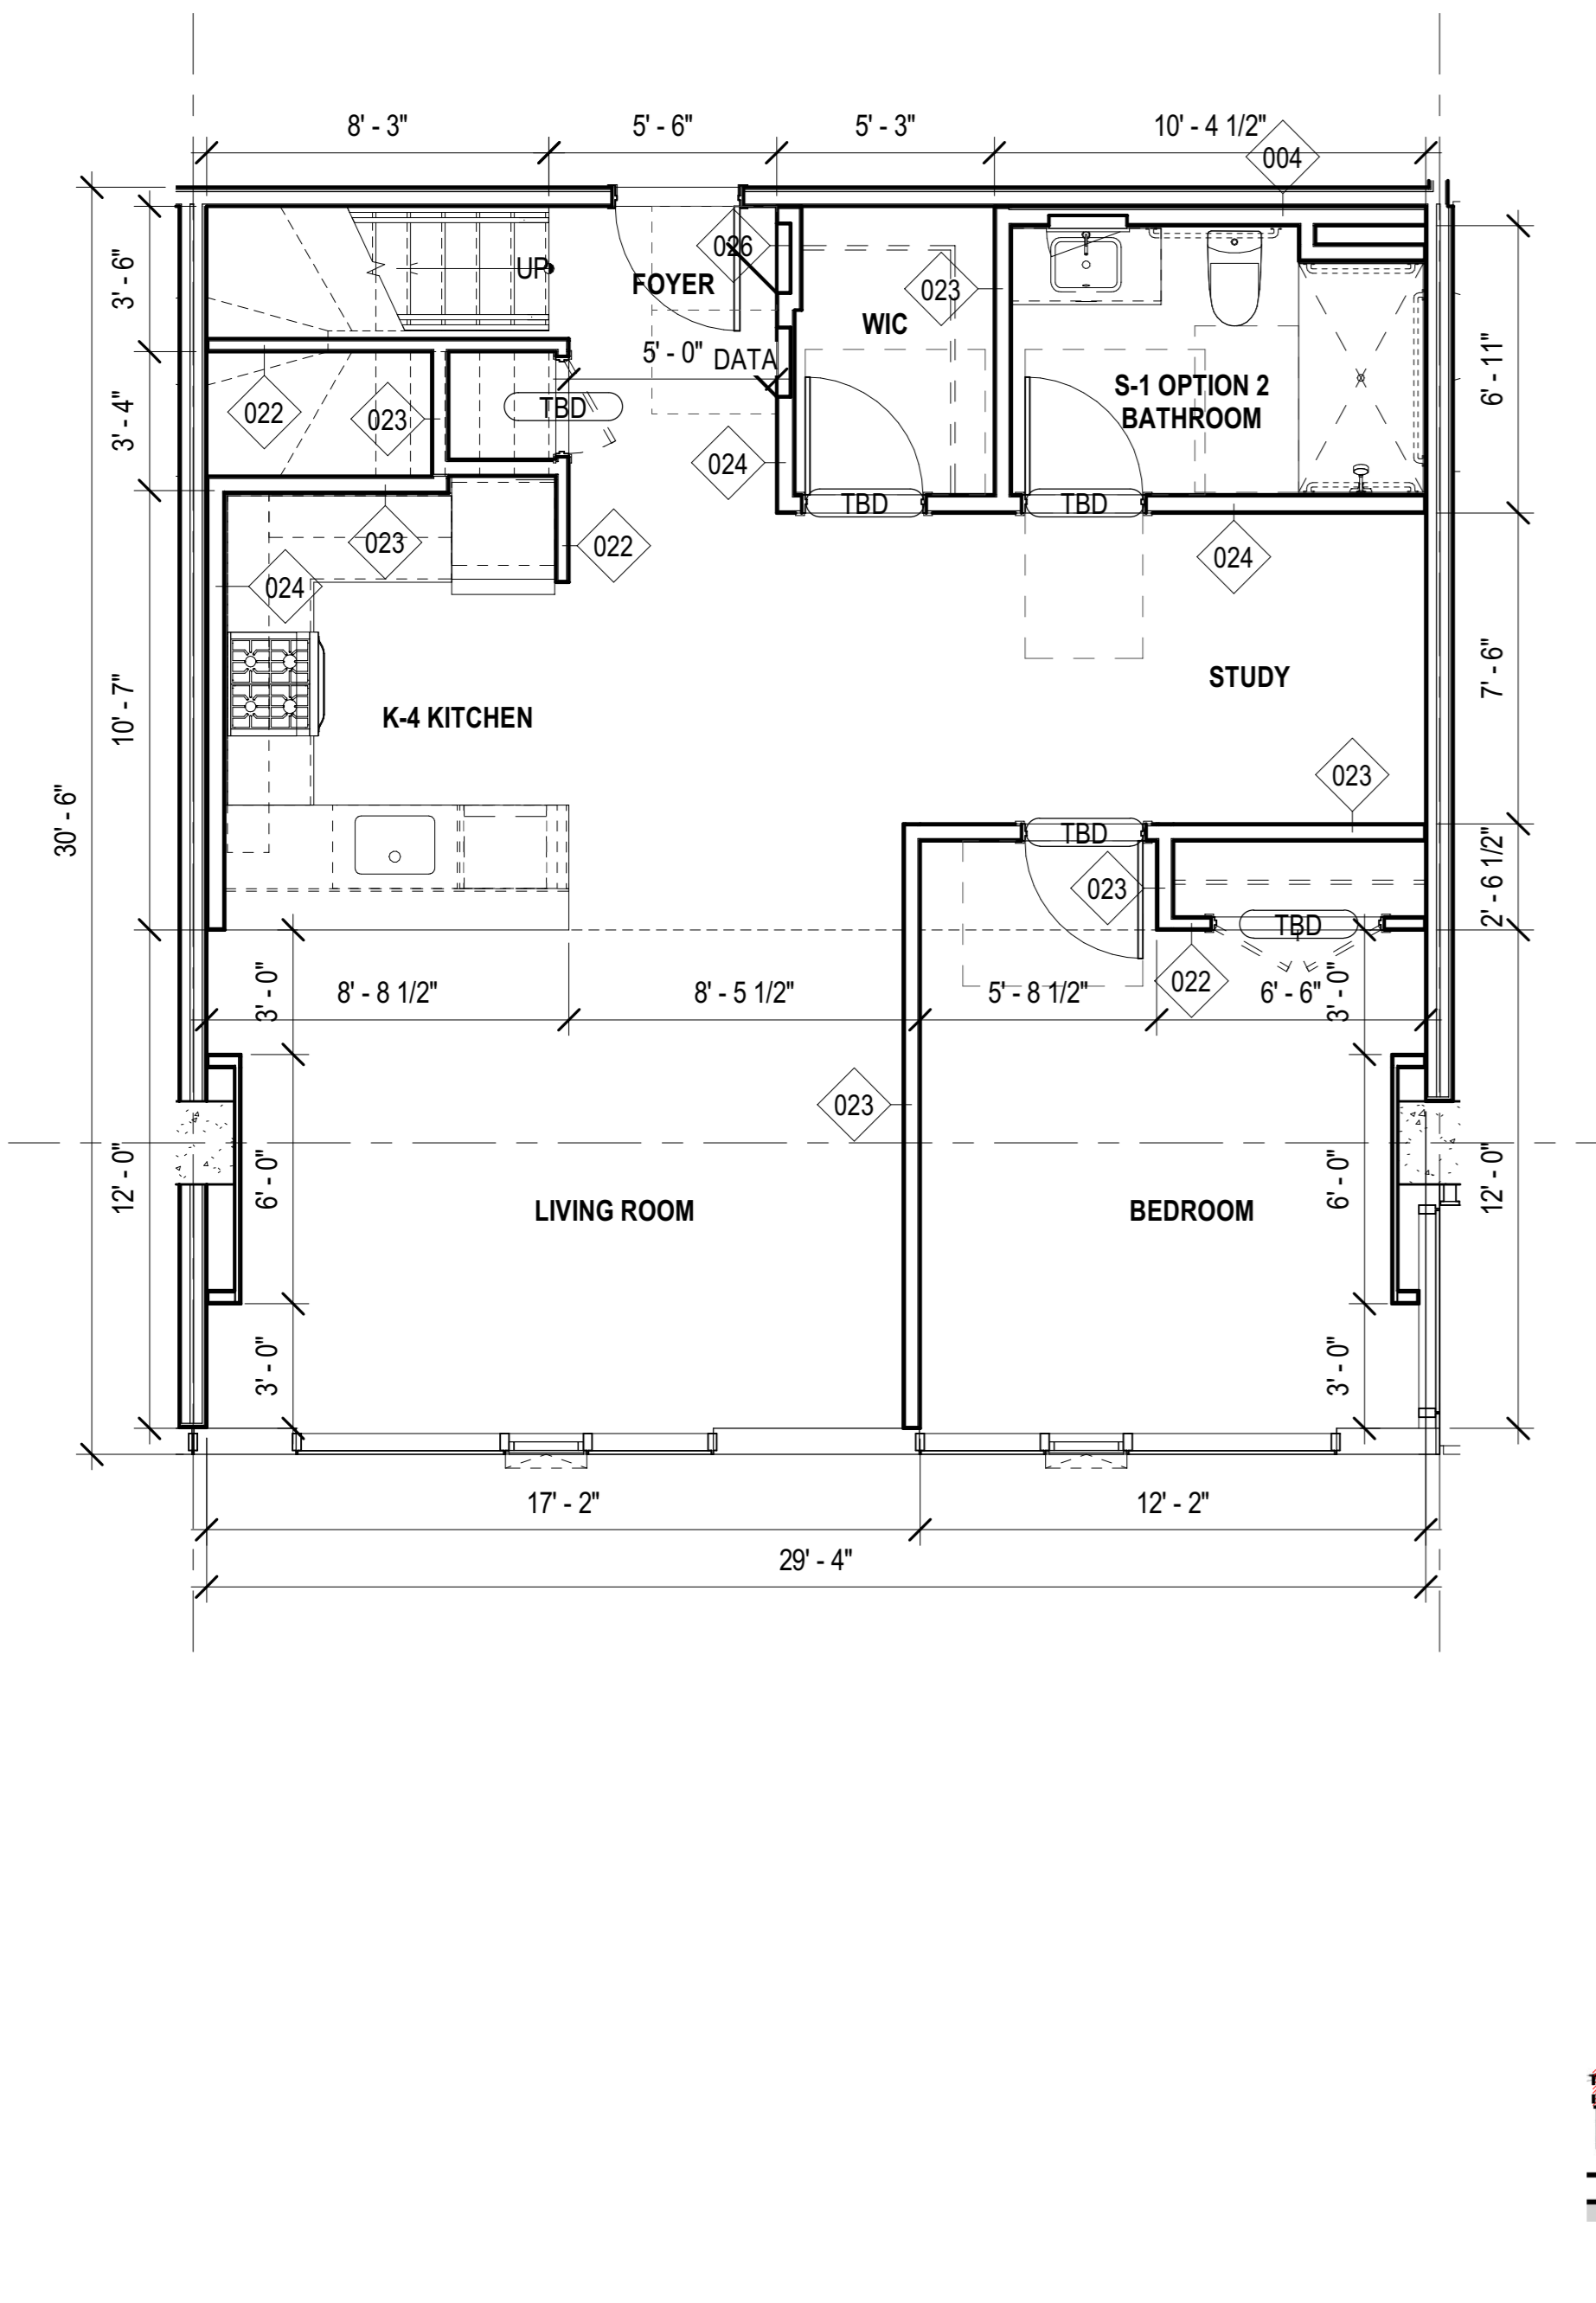 8' - 3"
5' - 6"
5' - 3"
10' - 4 1/2"
004
3' - 6"
UP
FOYER
026
023
WIC
6' - 11"
5' - 0"
DATA
3' - 4"
022
023
TBD
024
S-1 OPTION 2
BATHROOM
TBD
TBD
023
022
024
024
10' - 7"
K-4 KITCHEN
STUDY
7' - 6"
30' - 6"
023
TBD
023
2' - 6 1/2"
TBD
3' - 0"
8' - 8 1/2"
8' - 5 1/2"
5' - 8 1/2"
022
6' - 6"
3' - 0"
023
12' - 0"
6' - 0"
LIVING ROOM
BEDROOM
6' - 0"
12' - 0"
3' - 0"
3' - 0"
17' - 2"
12' - 2"
29' - 4"